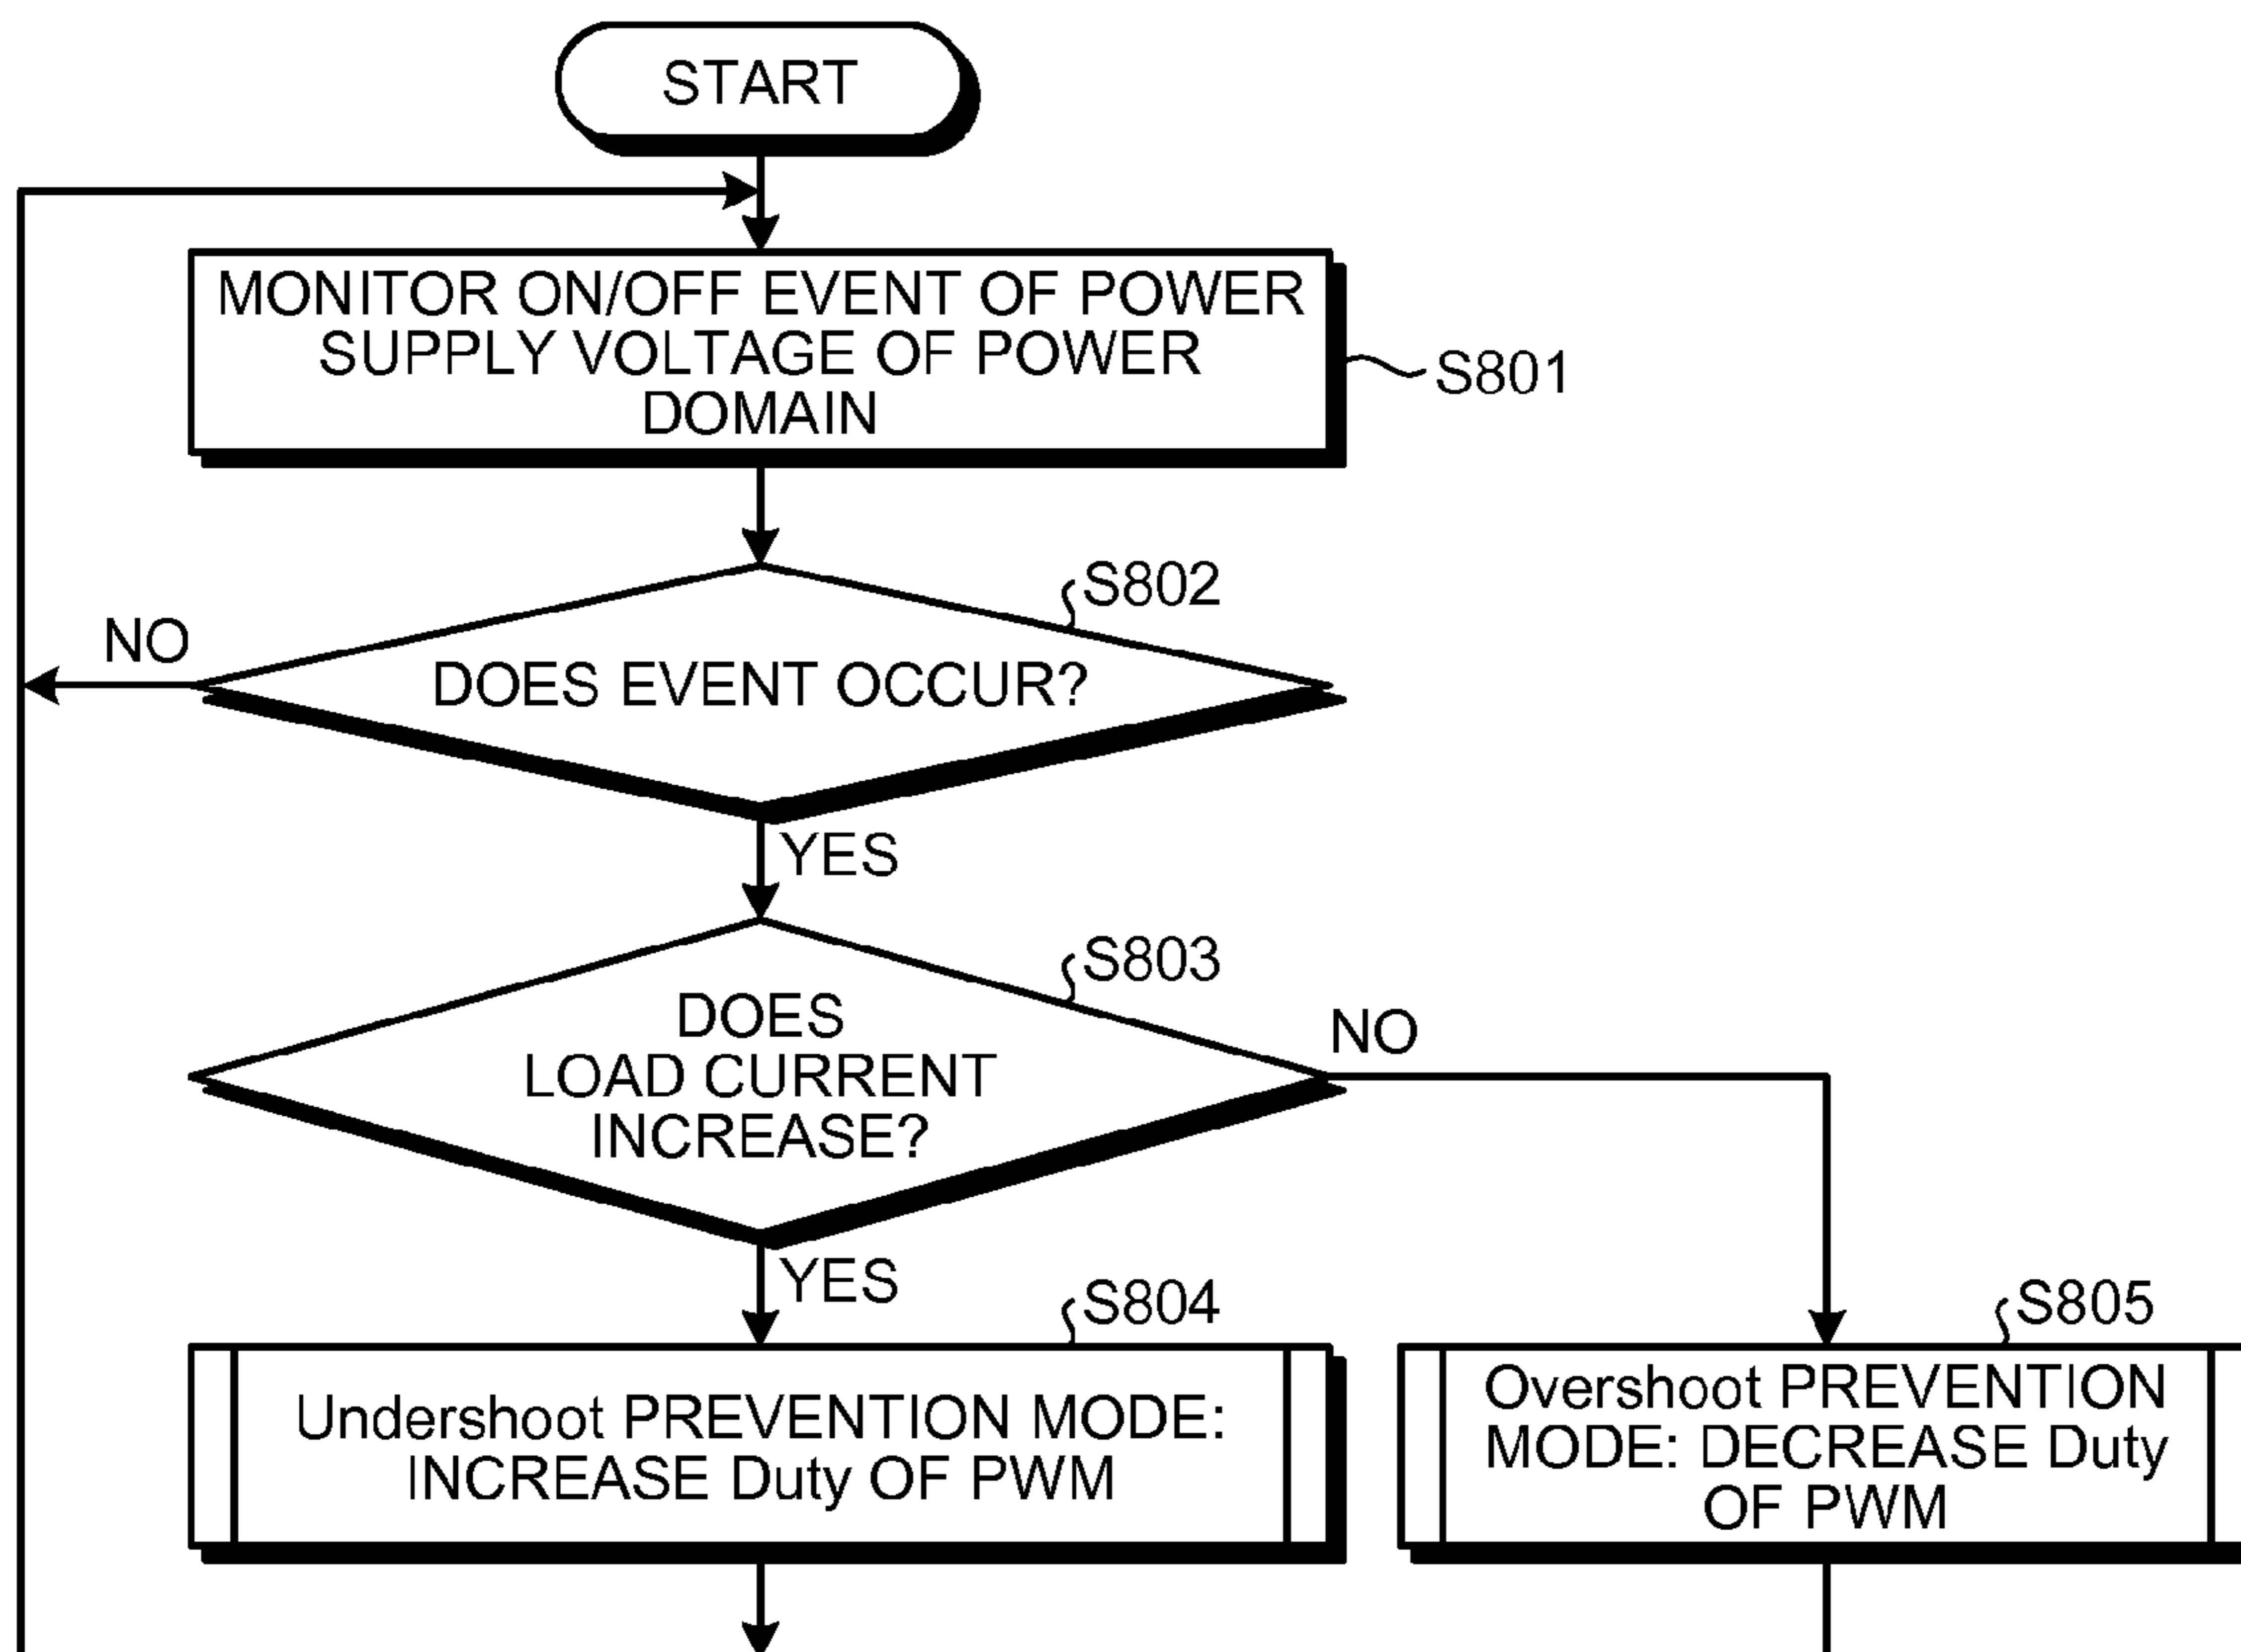 START
MONITOR ON/OFF EVENT OF POWER
SUPPLY VOLTAGE OF POWER
DOMAIN
S801
S802
NO
DOES EVENT OCCUR?
YES
S803
DOES
LOAD CURRENT
INCREASE?
NO
YES
S804
Undershoot PREVENTION MODE:
INCREASE Duty OF PWM
S805
Overshoot PREVENTION
MODE: DECREASE Duty
OF PWM